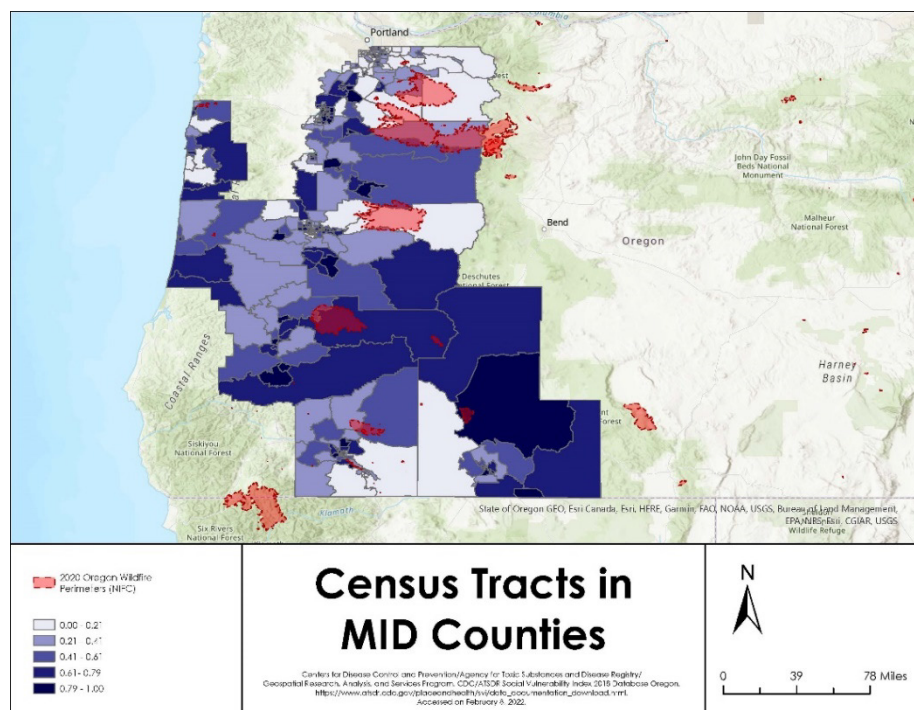 Portland
Columbia
John Day Fossil
Beds National
Monument
Malheur
National Forest
Bend
Oregon
Deschutes
National Forest
Coastal Ranges
Harney
Basin
Siskiyou
National Forest
Six Rivers
National Forest
Klamath
State of Oregon GEO, Esri Canada, Esri, HERE, Garmin, FAO, NOAA, USGS, Bureau of Land Management,
EPA, NPS, Esri, CGIAR, USGS
Wildlife Refuge
2020 Oregon Wildfire
Perimeters (NIFC)
0.00 - 0.21
0.21 - 0.41
0.41 - 0.61
0.61 - 0.79
0.79 - 1.00
Census Tracts in
MID Counties
Centers for Disease Control and Prevention/Agency for Toxic Substances and Disease Registry/
Geospatial Research, Analysis, and Services Program. CDC/ATSDR Social Vulnerability Index 2018 Database Oregon.
https://www.atsdr.cdc.gov/placeandhealth/svi/data_documentation_download.html.
Accessed on February 8, 2022.
N
0 39 78 Miles